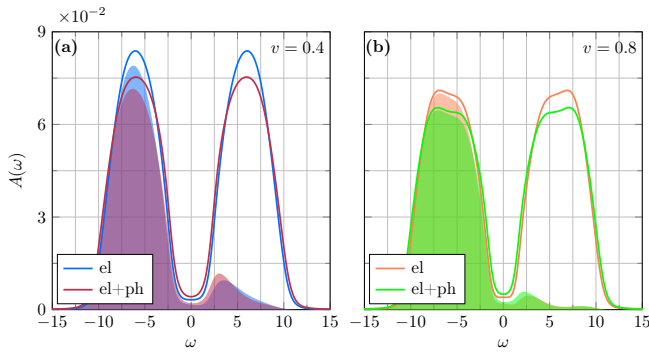 ×10⁻²
(a) v = 0.4 (b) v = 0.8
9
6
3
0
A(ω)
el
el+ph
el
el+ph
−15 −10 −5 0 5 10 15 −15 −10 −5 0 5 10 15
ω ω